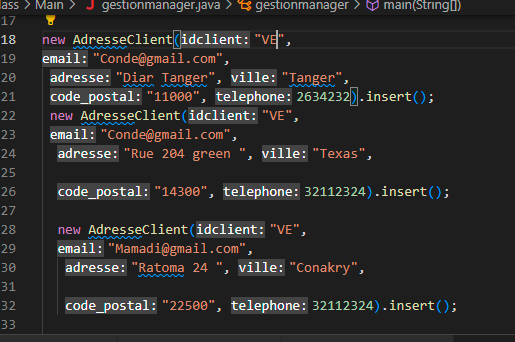 lass > Main > gestionmanager.java > gestionmanager > main(String[])
17
18 new AdresseClient(idclient: "VE",
19 email: "Conde@gmail.com",
20 adresse: "Diar Tanger", ville: "Tanger",
21 code_postal: "11000", telephone: 2634232).insert();
22 new AdresseClient(idclient: "VE",
23 email: "Conde@gmail.com",
24 adresse: "Rue 204 green ", ville: "Texas",
25
26 code_postal: "14300", telephone: 32112324).insert();
27
28 new AdresseClient(idclient: "VE",
29 email: "Mamadi@gmail.com",
30 adresse: "Ratoma 24 ", ville: "Conakry",
31
32 code_postal: "22500", telephone: 32112324).insert();
33